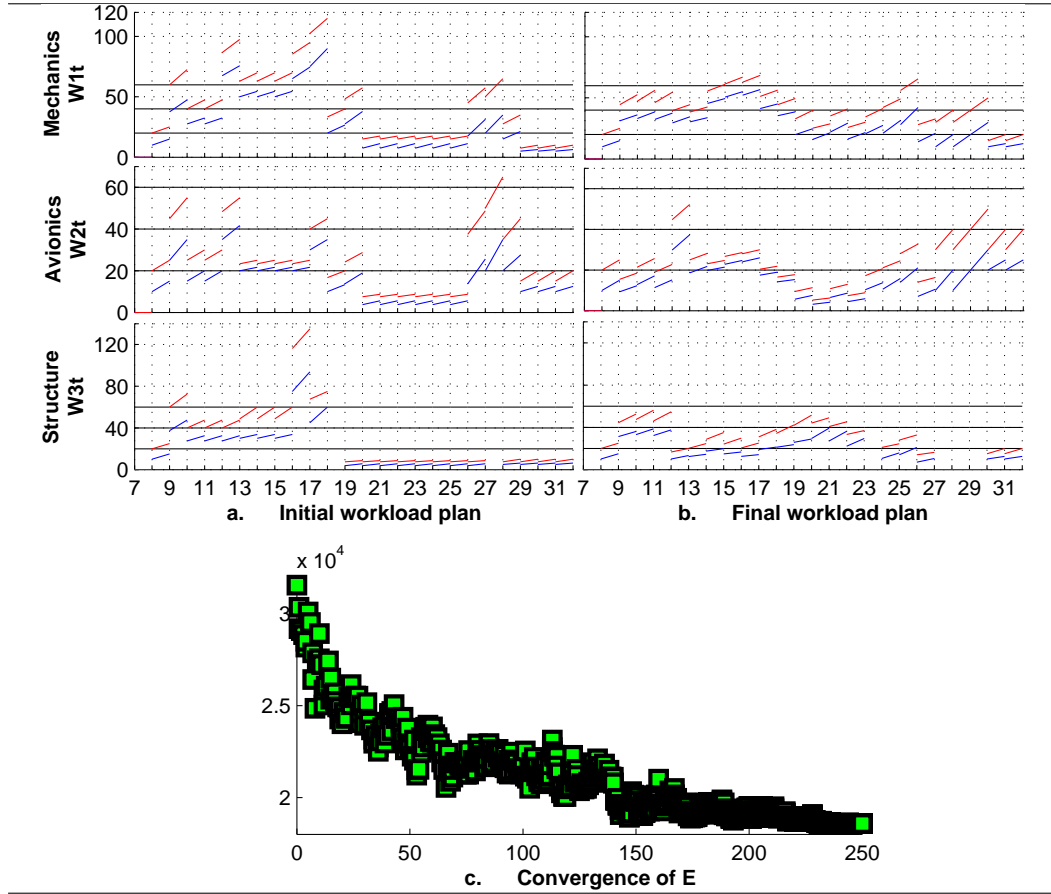 120
100
50
0
Mechanics
W1t
60
40
20
0
Avionics
W2t
120
80
40
0
Structure
W3t
7 9 11 13 15 17 19 21 23 25 27 29 31 7 9 11 13 15 17 19 21 23 25 27 29 31
a. Initial workload plan b. Final workload plan
x 10⁴
3
2.5
2
0 50 100 150 200 250
c. Convergence of E